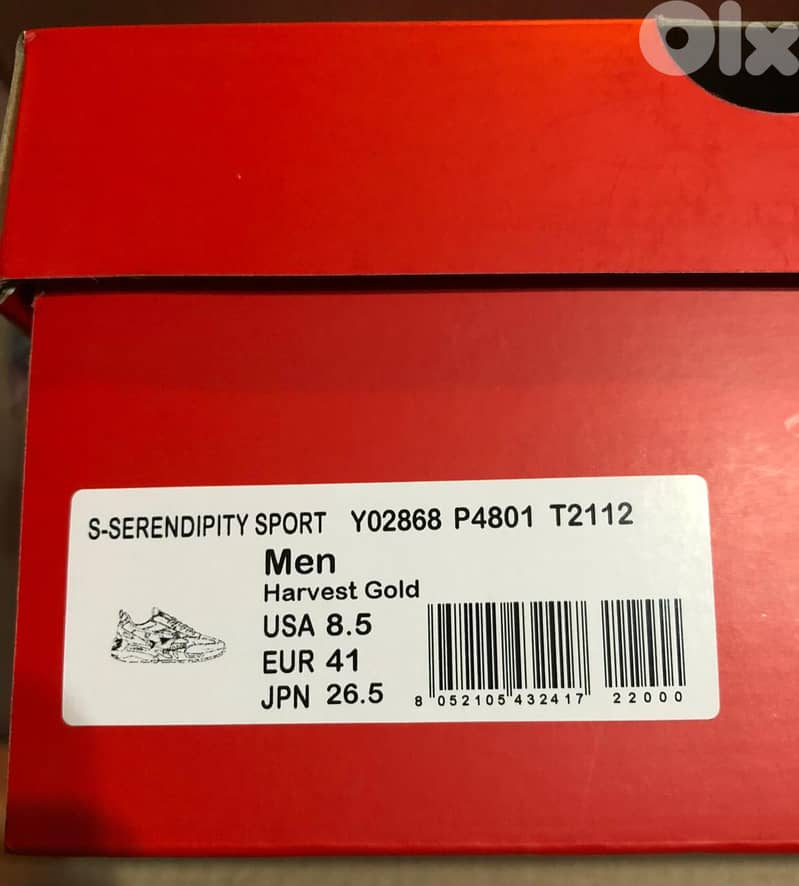 Olx
S-SERENDIPITY SPORT Y02868 P4801 T2112
Men
Harvest Gold
USA 8.5
EUR 41
JPN 26.5
8 052105 432417 22000